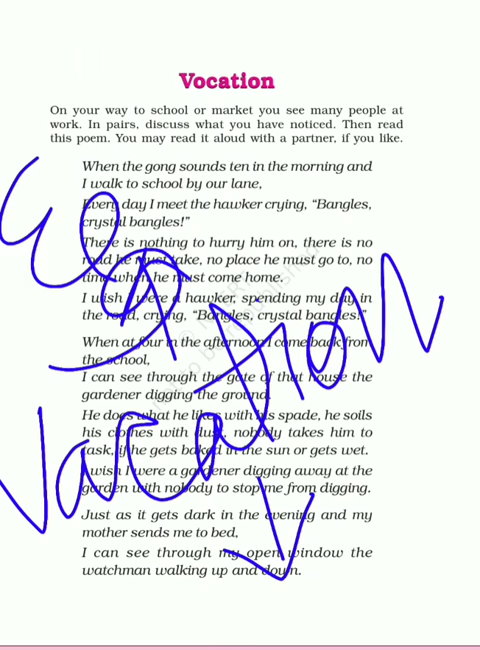 Vocation
On your way to school or market you see many people at
work. In pairs, discuss what you have noticed. Then read
this poem. You may read it aloud with a partner, if you like.
When the gong sounds ten in the morning and
I walk to school by our lane,
Every day I meet the hawker crying, “Bangles,
crystal bangles!”
There is nothing to hurry him on, there is no
road he must take, no place he must go to, no
time when he must come home.
I wish I were a hawker, spending my day in
the road, crying, “Bangles, crystal bangles!”
When at four in the afternoon I come back from
the school,
I can see through the gate of that house the
gardener digging the ground.
He does what he likes with his spade, he soils
his clothes with dust, nobody takes him to
task, if he gets baked in the sun or gets wet.
I wish I were a gardener digging away at the
garden with nobody to stop me from digging.
Just as it gets dark in the evening and my
mother sends me to bed,
I can see through my open window the
watchman walking up and down.